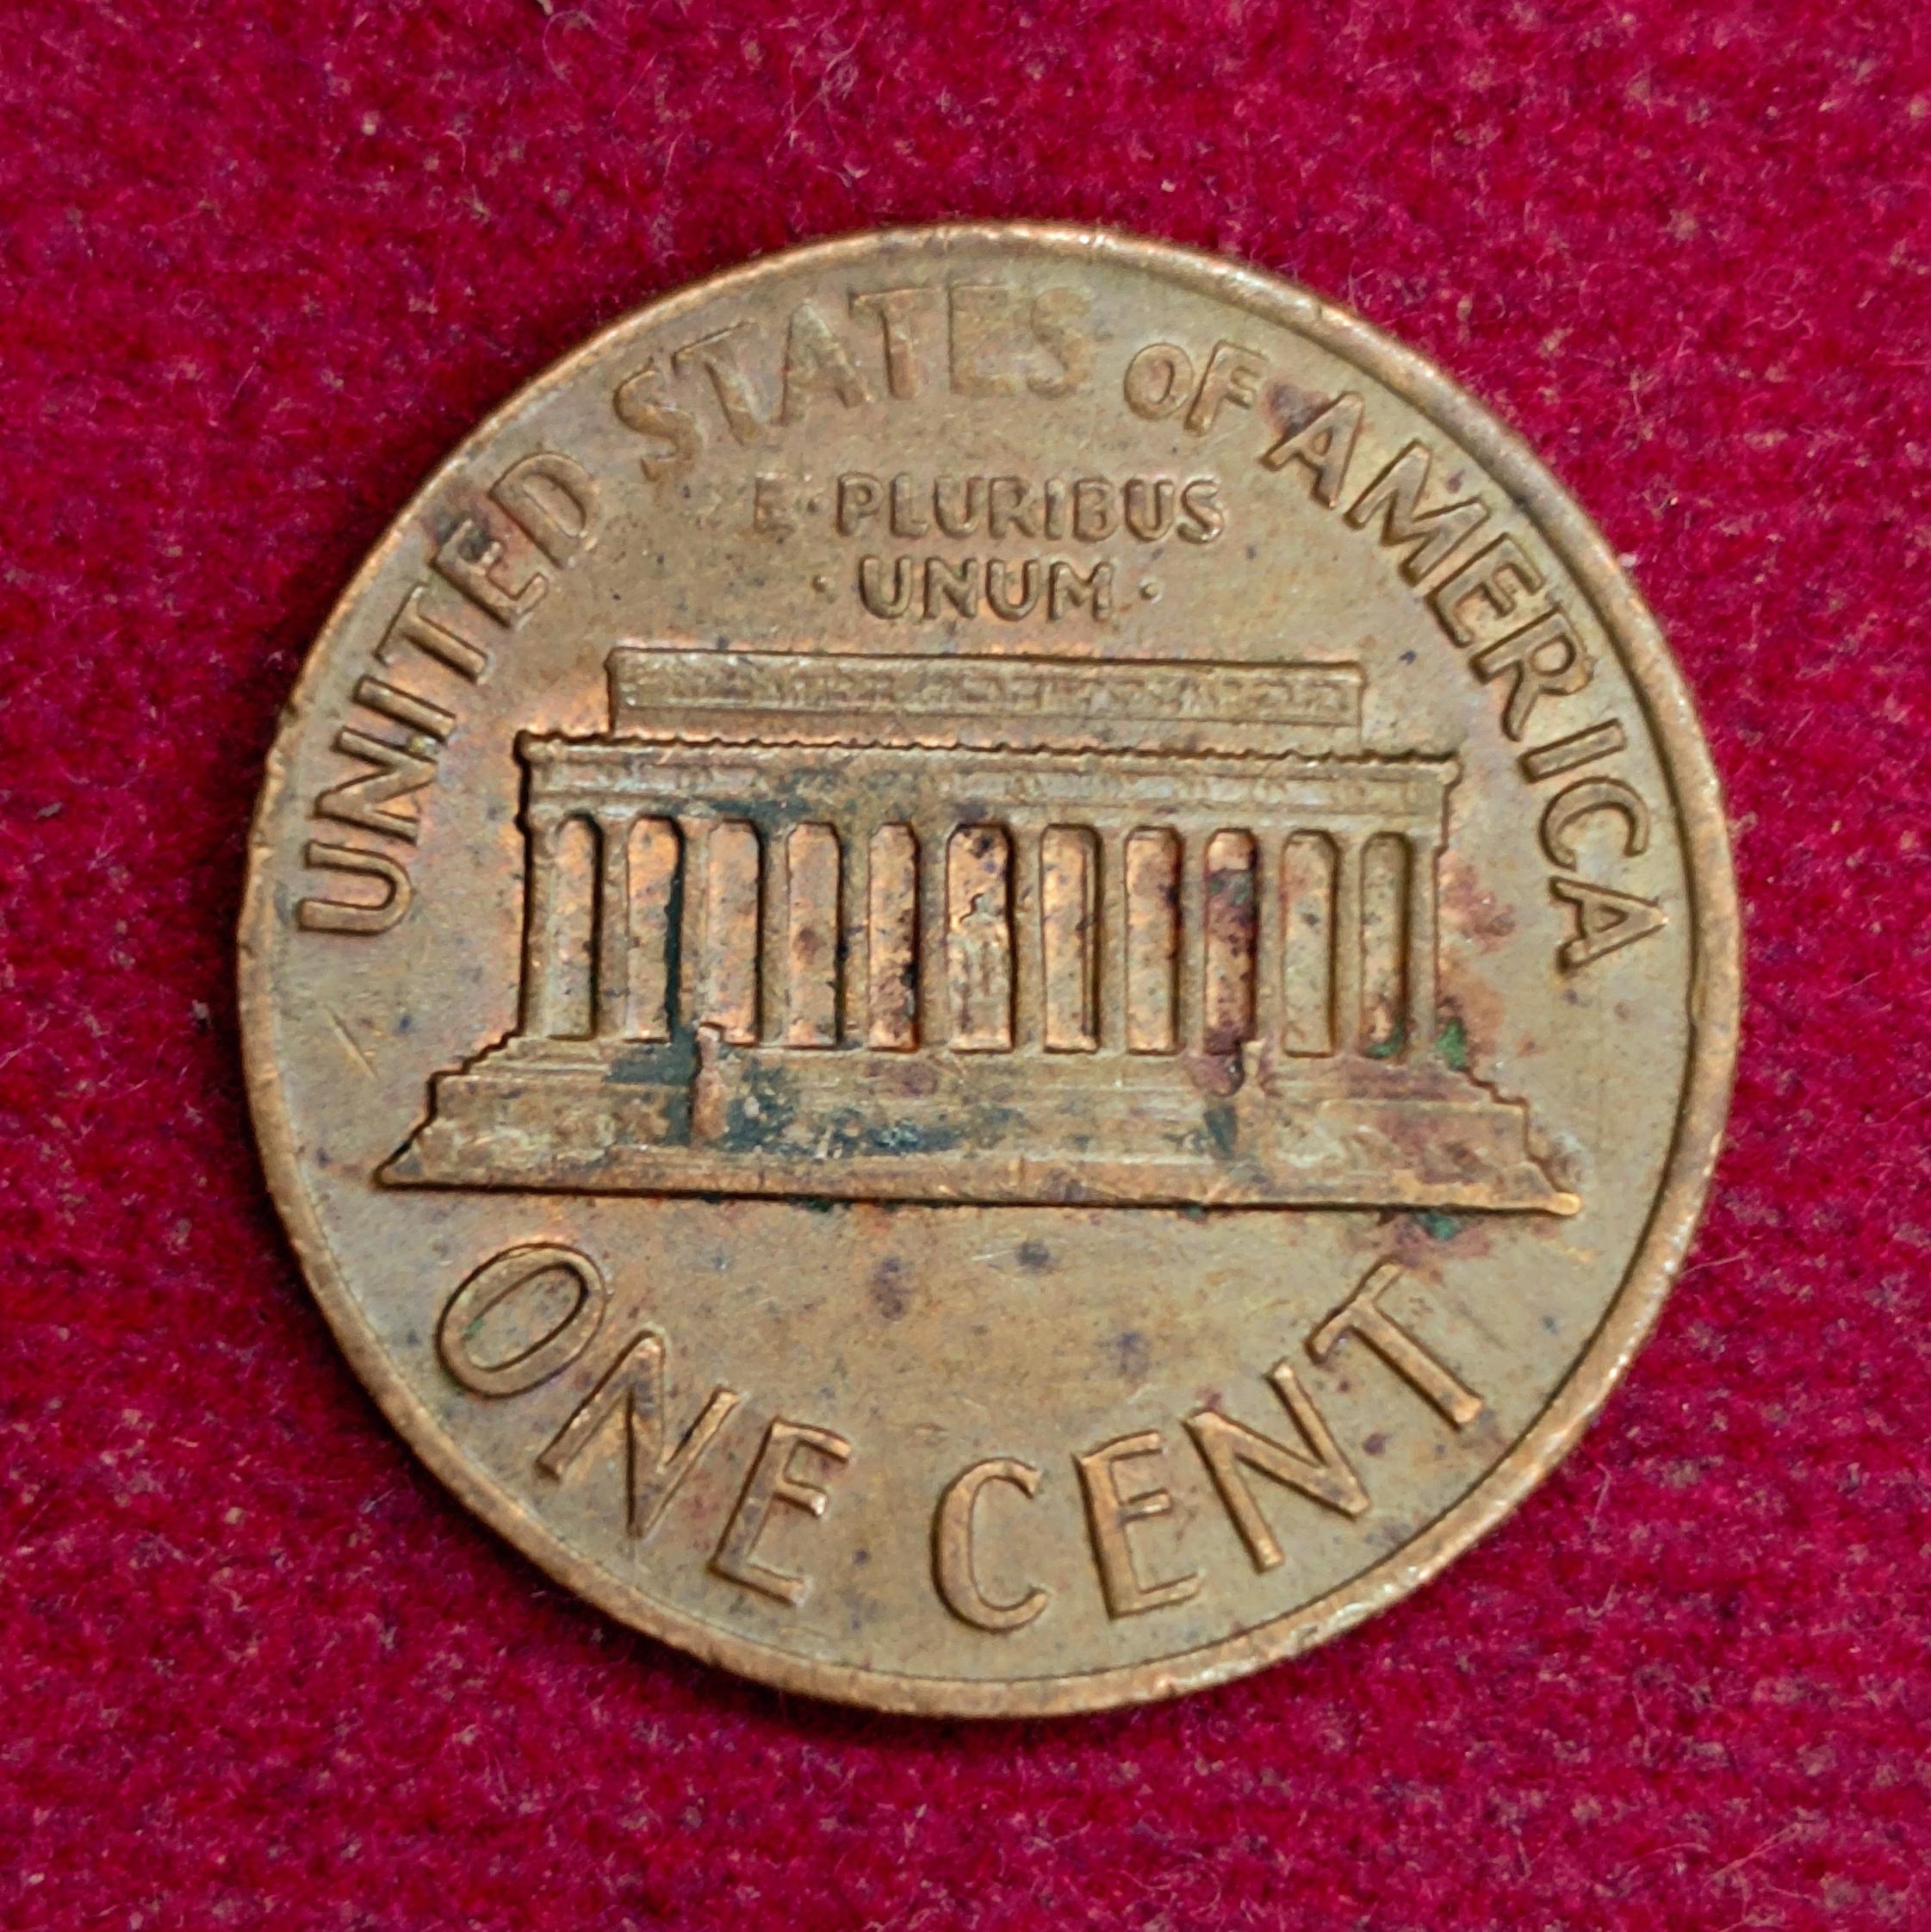 UNITED STATES OF AMERICA
E·PLURIBUS
·UNUM·
ONE CENT